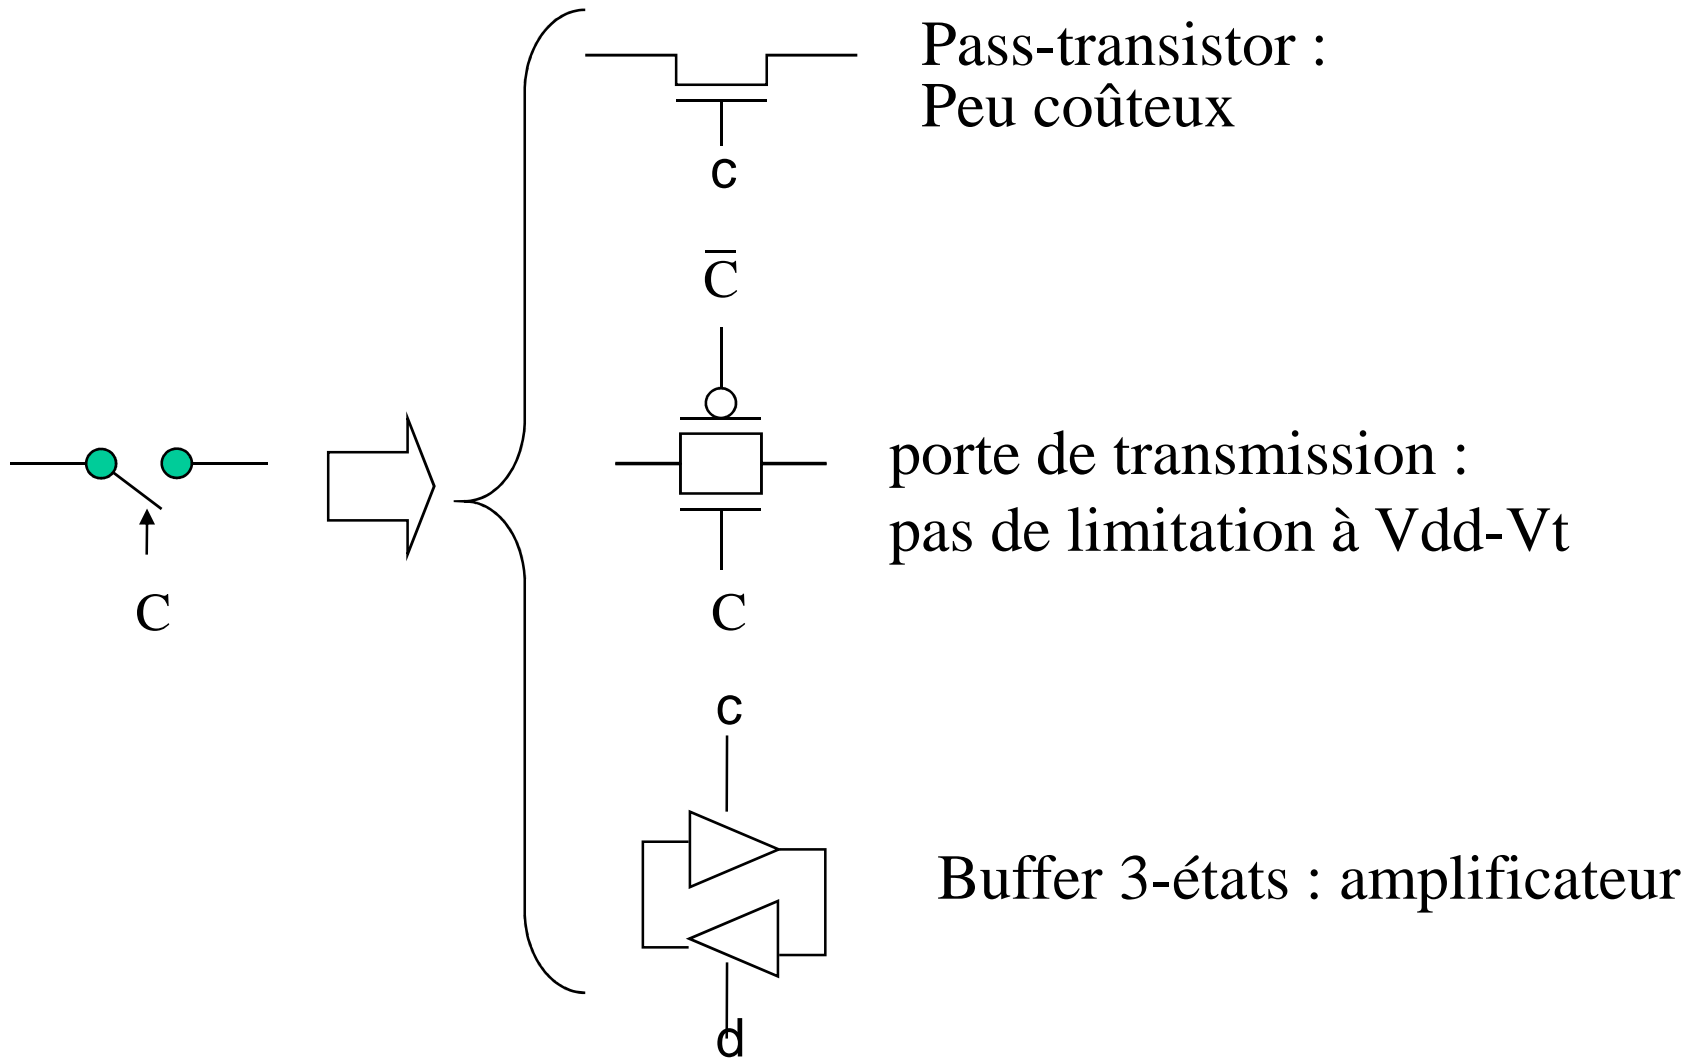 Pass-transistor :
Peu coûteux
c
C̅
porte de transmission :
pas de limitation à Vdd-Vt
C
C
c
Buffer 3-états : amplificateur
d